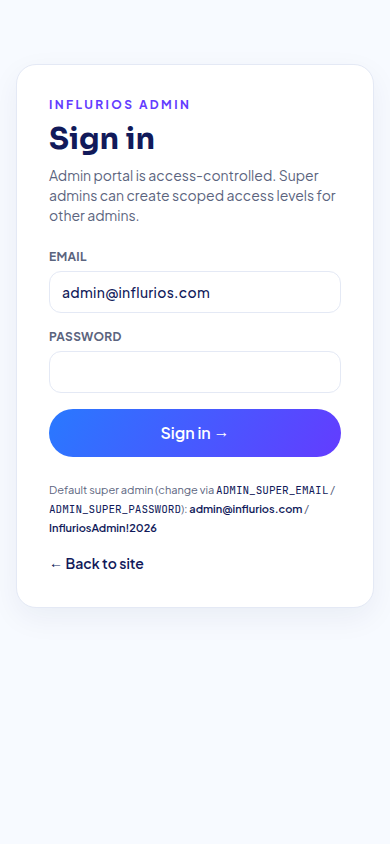 INFLURIOS ADMIN
Sign in
Admin portal is access-controlled. Super
admins can create scoped access levels for
other admins.
EMAIL
admin@influrios.com
PASSWORD
Sign in →
Default super admin (change via ADMIN_SUPER_EMAIL /
ADMIN_SUPER_PASSWORD): admin@influrios.com /
InfluriosAdmin!2026
← Back to site